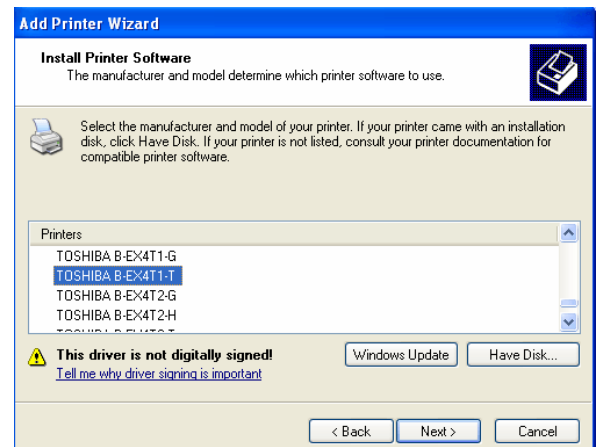 Add Printer Wizard
Install Printer Software
The manufacturer and model determine which printer software to use.
Select the manufacturer and model of your printer. If your printer came with an installation
disk, click Have Disk. If your printer is not listed, consult your printer documentation for
compatible printer software.
Printers
TOSHIBA B-EX4T1-G
TOSHIBA B-EX4T1-T
TOSHIBA B-EX4T2-G
TOSHIBA B-EX4T2-H
This driver is not digitally signed!
Windows Update
Have Disk...
Tell me why driver signing is important
< Back
Next >
Cancel